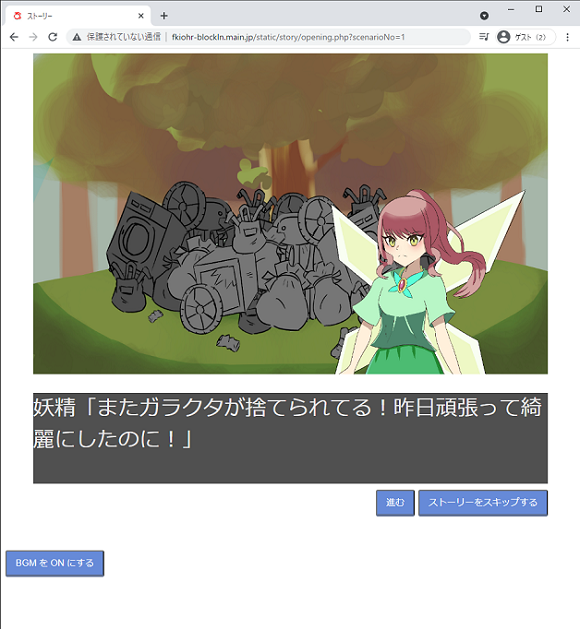 ストーリー
ゲスト（2）
保護されていない通信 | fkiohr-blockln.main.jp/static/story/opening.php?scenarioNo=1
妖精「またガラクタが捨てられてる！昨日頑張って綺
麗にしたのに！」
進む
ストーリーをスキップする
BGM を ON にする